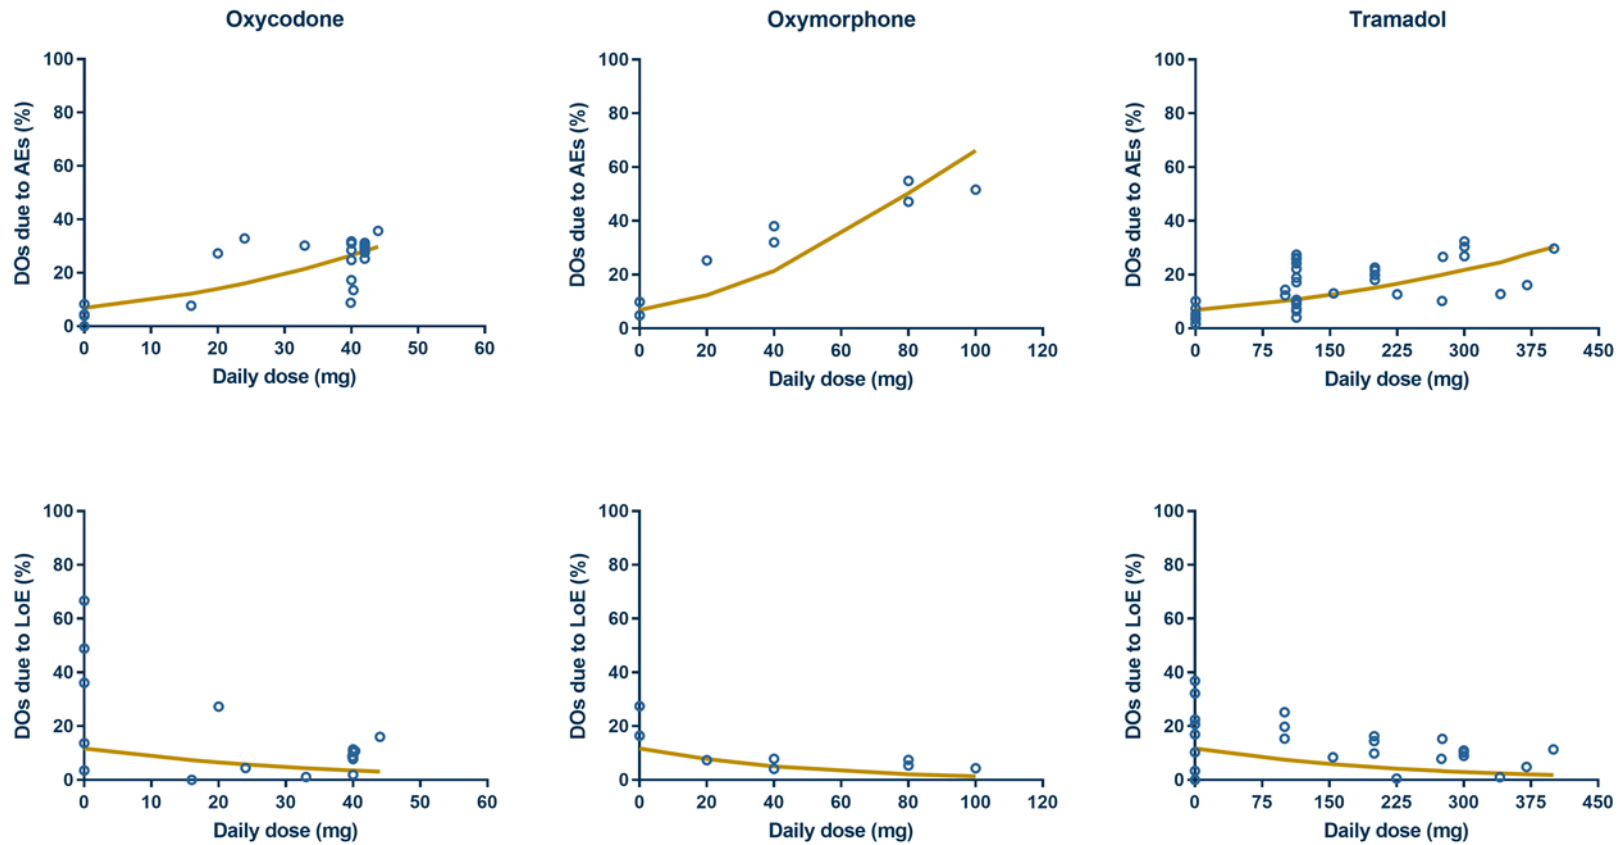 Oxycodone
Oxymorphone
Tramadol
DOs due to AEs (%)
100
80
60
40
20
0
0 10 20 30 40 50 60
Daily dose (mg)
DOs due to AEs (%)
100
80
60
40
20
0
0 20 40 60 80 100 120
Daily dose (mg)
DOs due to AEs (%)
100
80
60
40
20
0
0 75 150 225 300 375 450
Daily dose (mg)
DOs due to LoE (%)
100
80
60
40
20
0
0 10 20 30 40 50 60
Daily dose (mg)
DOs due to LoE (%)
100
80
60
40
20
0
0 20 40 60 80 100 120
Daily dose (mg)
DOs due to LoE (%)
100
80
60
40
20
0
0 75 150 225 300 375 450
Daily dose (mg)